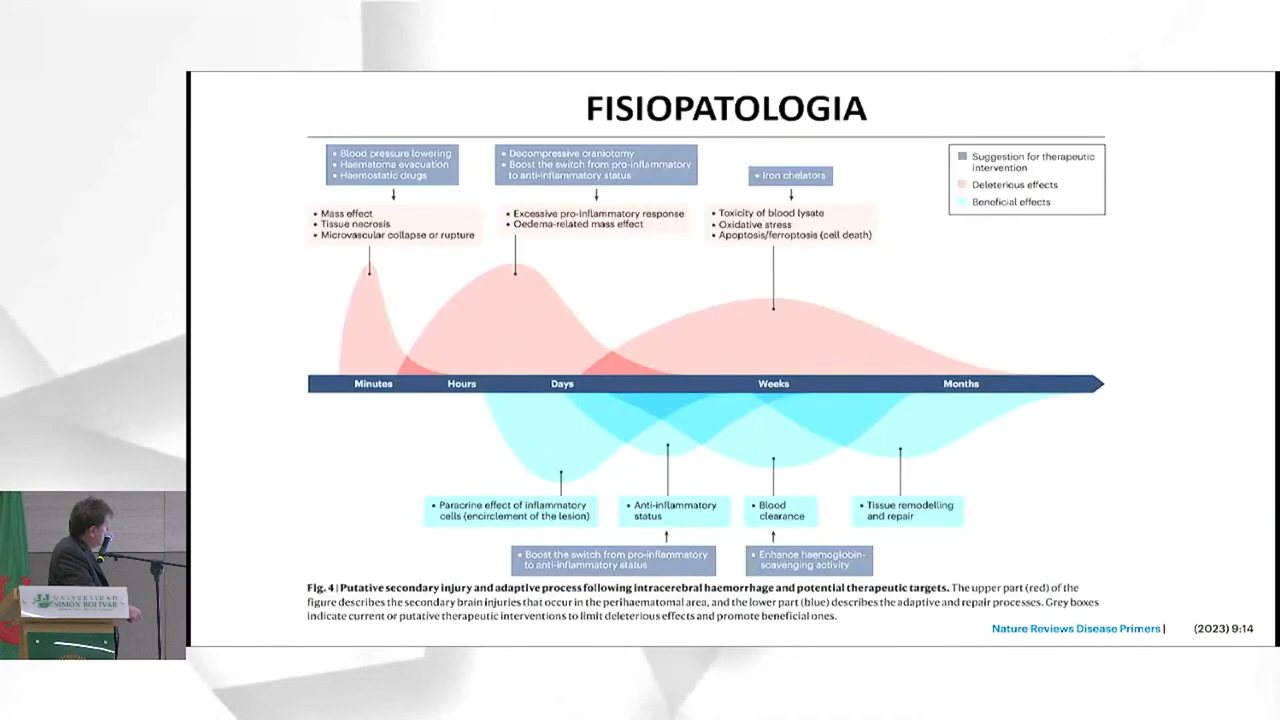 FISIOPATOLOGIA
• Blood pressure lowering
• Haematoma evacuation
• Haemostatic drugs
• Decompressive craniotomy
• Boost the switch from pro-inflammatory
to anti-inflammatory status
• Iron chelators
Suggestion for therapeutic
intervention
Deleterious effects
Beneficial effects
• Mass effect
• Tissue necrosis
• Microvascular collapse or rupture
• Excessive pro-inflammatory response
• Oedema-related mass effect
• Toxicity of blood lysate
• Oxidative stress
• Apoptosis/ferroptosis (cell death)
Minutes
Hours
Days
Weeks
Months
• Paracrine effect of inflammatory
cells (encirclement of the lesion)
• Anti-inflammatory
status
• Blood
clearance
• Tissue remodelling
and repair
• Boost the switch from pro-inflammatory
to anti-inflammatory status
• Enhance haemoglobin-
scavenging activity
Fig. 4 | Putative secondary injury and adaptive process following intracerebral haemorrhage and potential therapeutic targets. The upper part (red) of the
figure describes the secondary brain injuries that occur in the perihaematomal area, and the lower part (blue) describes the adaptive and repair processes. Grey boxes
indicate current or putative therapeutic interventions to limit deleterious effects and promote beneficial ones.
Nature Reviews Disease Primers | (2023) 9:14
UNIVERSIDAD
SIMÓN BOLÍVAR